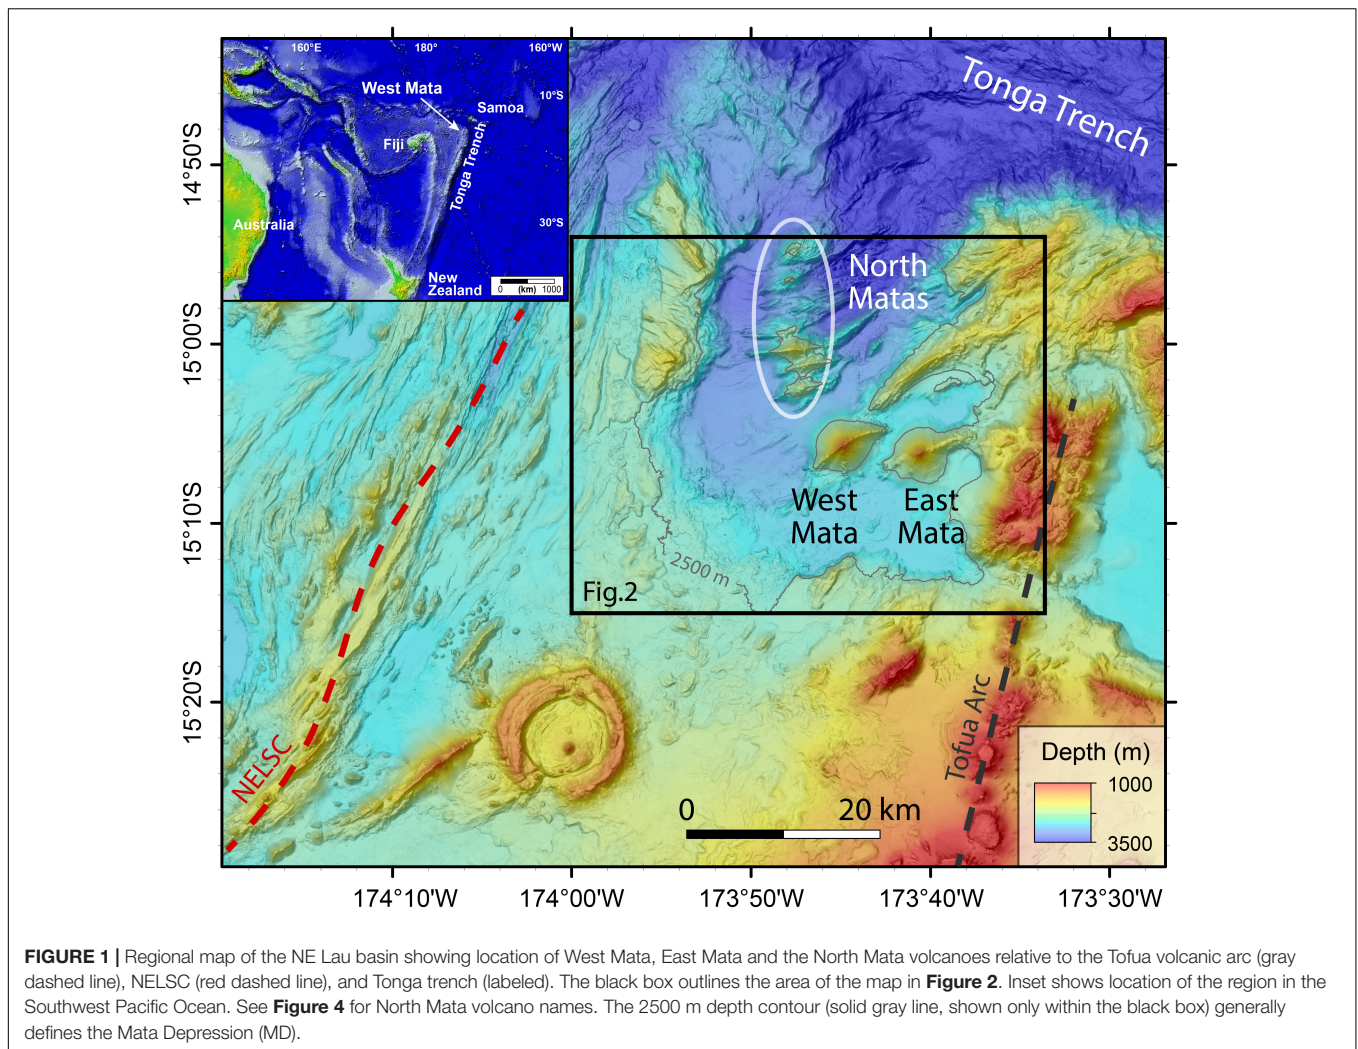 160°E
180°
160°W
West Mata
10°S
Samoa
Fiji
Tonga Trench
Australia
30°S
New
Zealand
0 (km) 1000
Tonga Trench
14°50'S
15°00'S
15°10'S
15°20'S
North
Matas
West
Mata
East
Mata
2500 m
Fig.2
NELSC
Tofua Arc
0 20 km
Depth (m)
1000
3500
174°10'W
174°00'W
173°50'W
173°40'W
173°30'W
FIGURE 1 | Regional map of the NE Lau basin showing location of West Mata, East Mata and the North Mata volcanoes relative to the Tofua volcanic arc (gray
dashed line), NELSC (red dashed line), and Tonga trench (labeled). The black box outlines the area of the map in Figure 2. Inset shows location of the region in the
Southwest Pacific Ocean. See Figure 4 for North Mata volcano names. The 2500 m depth contour (solid gray line, shown only within the black box) generally
defines the Mata Depression (MD).